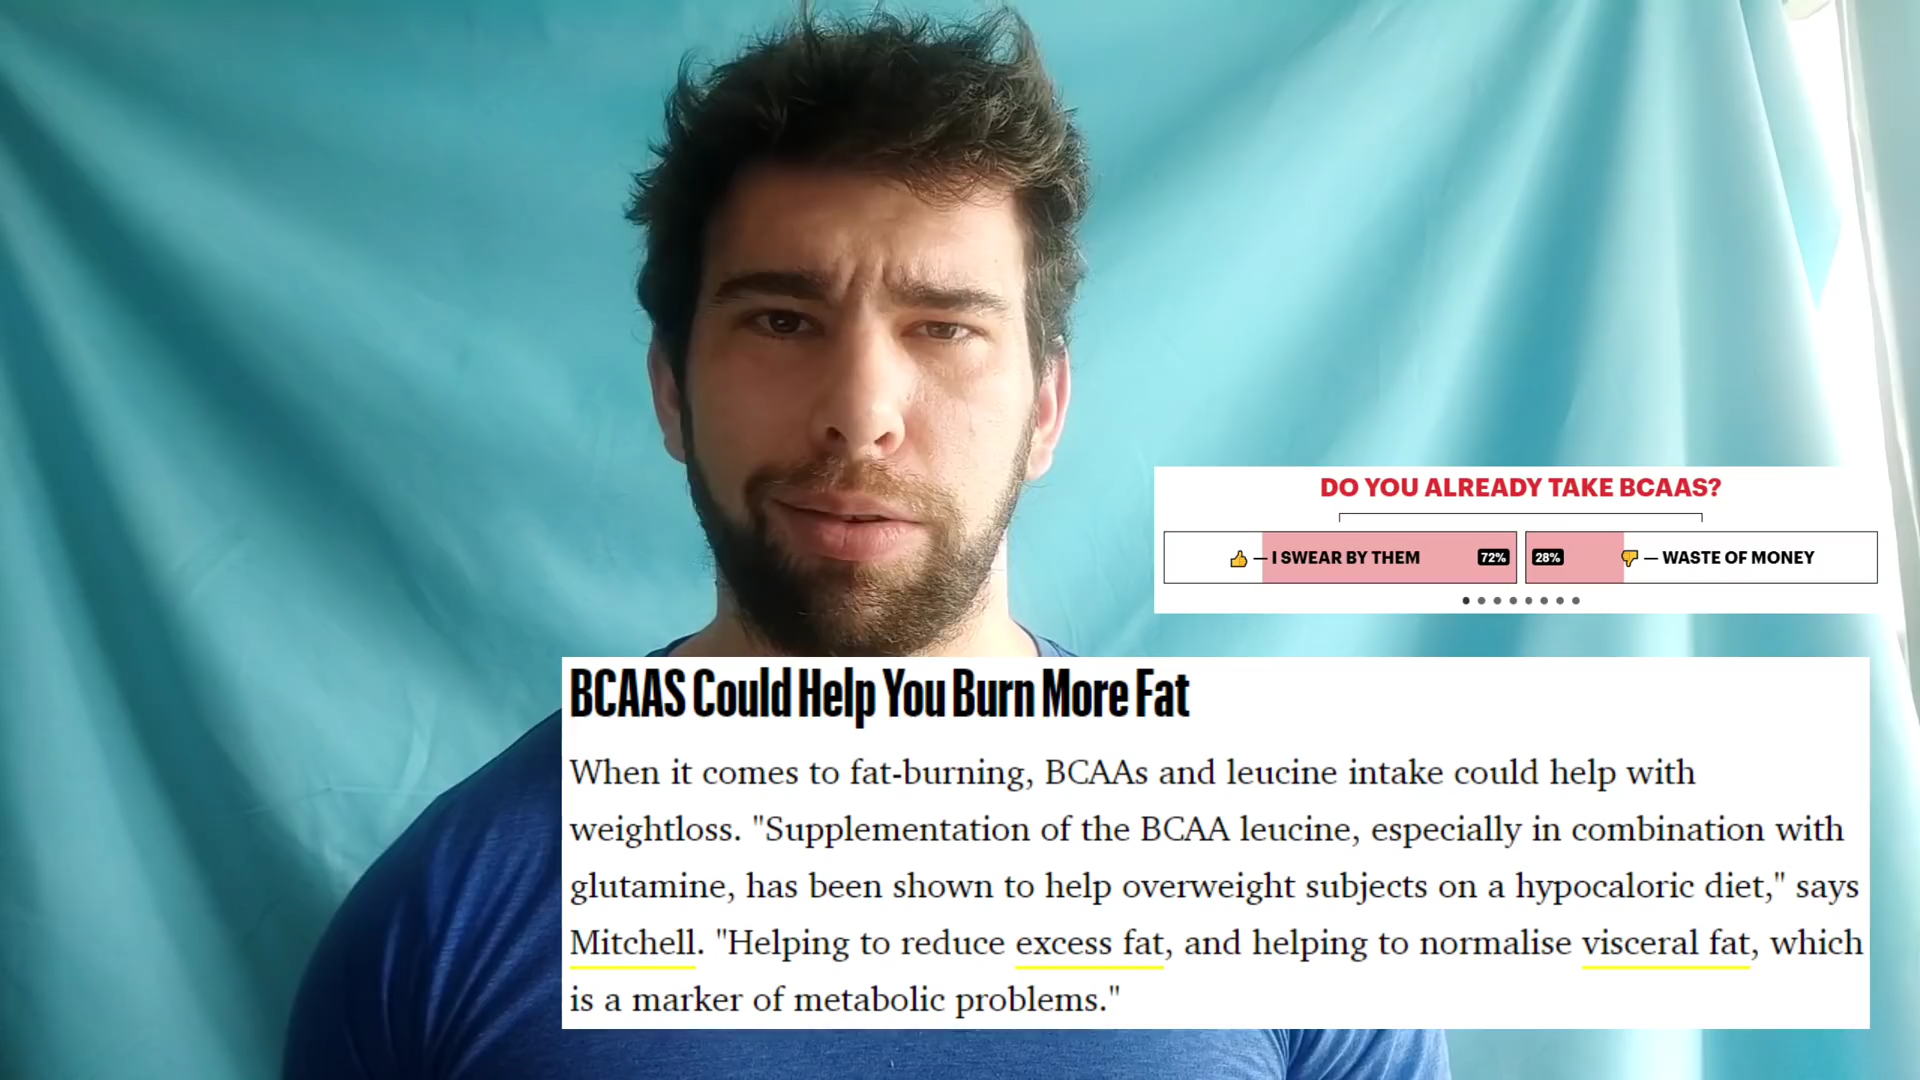 DO YOU ALREADY TAKE BCAAS?
👍 — I SWEAR BY THEM 72% 28% 👎 — WASTE OF MONEY
BCAAS Could Help You Burn More Fat
When it comes to fat-burning, BCAAs and leucine intake could help with
weightloss. "Supplementation of the BCAA leucine, especially in combination with
glutamine, has been shown to help overweight subjects on a hypocaloric diet," says
Mitchell. "Helping to reduce excess fat, and helping to normalise visceral fat, which
is a marker of metabolic problems."